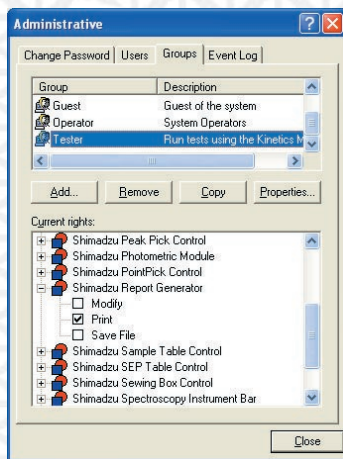 Administrative
Change Password Users Groups Event Log
Group Description
Guest Guest of the system
Operator System Operators
Tester Run tests using the Kinetics M
Add... Remove Copy Properties...
Current rights:
Shimadzu Peak Pick Control
Shimadzu Photometric Module
Shimadzu PointPick Control
Shimadzu Report Generator
Modify
Print
Save File
Shimadzu Sample Table Control
Shimadzu SEP Table Control
Shimadzu Sewing Box Control
Shimadzu Spectroscopy Instrument Bar
Close